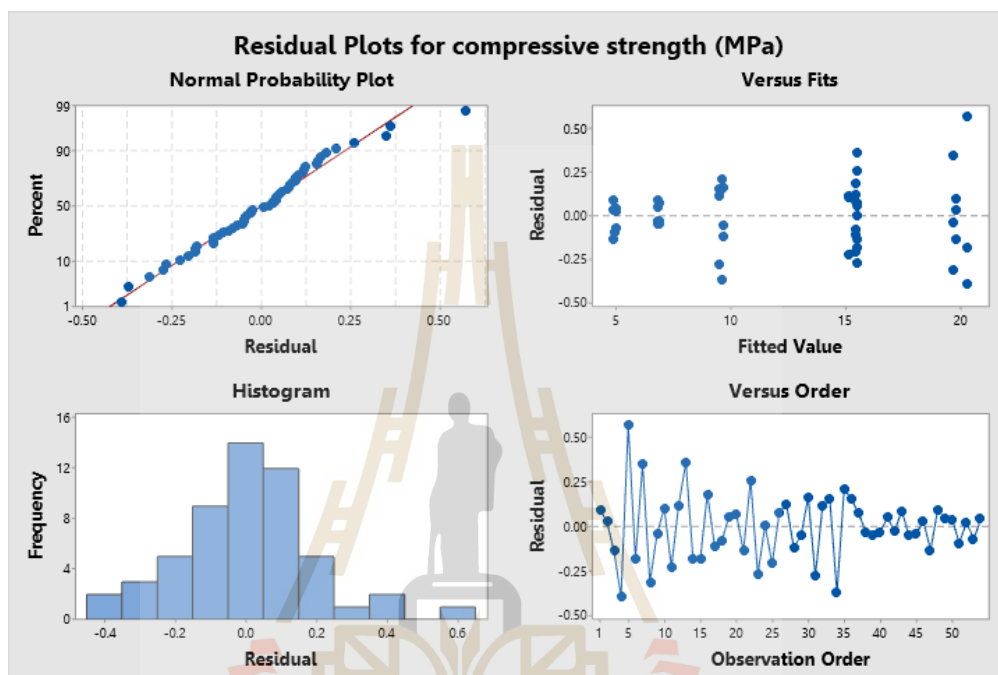 Residual Plots for compressive strength (MPa)
Normal Probability Plot
Versus Fits
99
90
50
10
1
Percent
-0.50 -0.25 0.00 0.25 0.50
Residual
0.50
0.25
0.00
-0.25
-0.50
Residual
5 10 15 20
Fitted Value
Histogram
Versus Order
16
12
8
4
0
Frequency
-0.4 -0.2 0.0 0.2 0.4 0.6
Residual
0.50
0.25
0.00
-0.25
-0.50
Residual
1 5 10 15 20 25 30 35 40 45 50
Observation Order